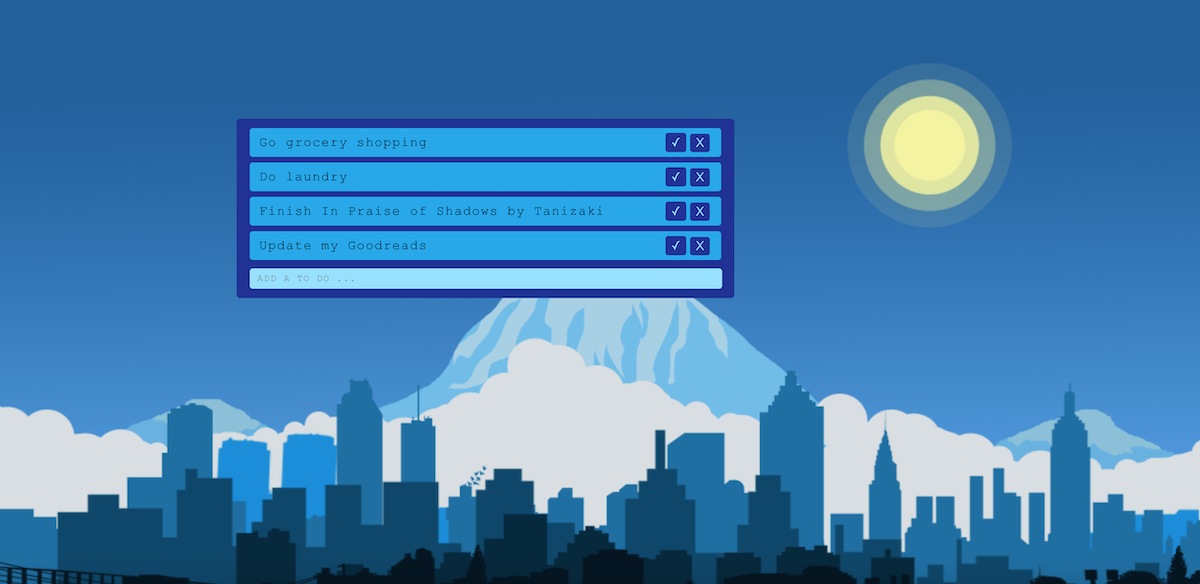 Go grocery shopping ✓ X
Do laundry ✓ X
Finish In Praise of Shadows by Tanizaki ✓ X
Update my Goodreads ✓ X
ADD A TO DO ...